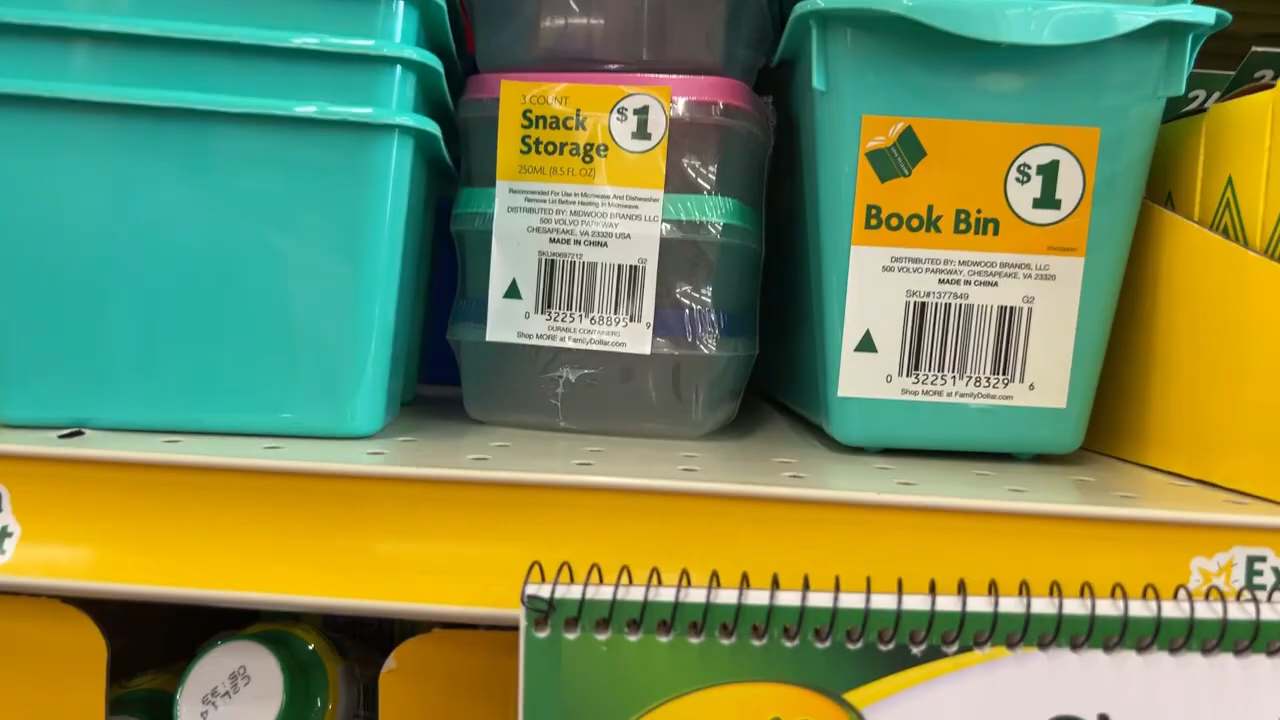 3 COUNT
Snack
Storage
$1
250ML (8.5 FL. OZ)
Recommended For Use In Microwave And Dishwasher
Remove Lid Before Heating In Microwave.
DISTRIBUTED BY: MIDWOOD BRANDS LLC
500 VOLVO PARKWAY
CHESAPEAKE, VA 23320 USA
MADE IN CHINA
SKU#0697212 G2
0 32251 68895 9
DURABLE CONTAINERS
Shop MORE at FamilyDollar.com
$1
Book Bin
DISTRIBUTED BY: MIDWOOD BRANDS, LLC
500 VOLVO PARKWAY, CHESAPEAKE, VA 23320
MADE IN CHINA
SKU#1377849 G2
0 32251 78329 6
Shop MORE at FamilyDollar.com
Ex